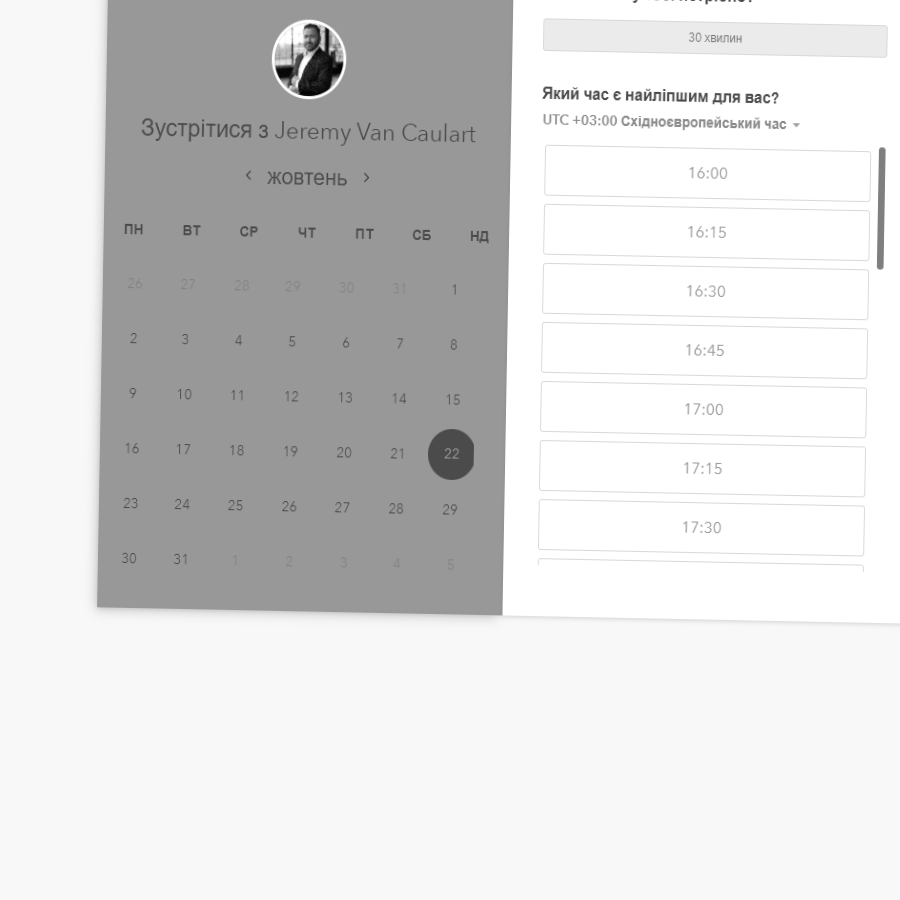 Зустрітися з Jeremy Van Caulart
жовтень
ПН ВТ СР ЧТ ПТ СБ НД
26 27 28 29 30 31 1
2 3 4 5 6 7 8
9 10 11 12 13 14 15
16 17 18 19 20 21 22
23 24 25 26 27 28 29
30 31 1 2 3 4 5
30 хвилин
Який час є найліпшим для вас?
UTC +03:00 Східноєвропейський час
16:00
16:15
16:30
16:45
17:00
17:15
17:30